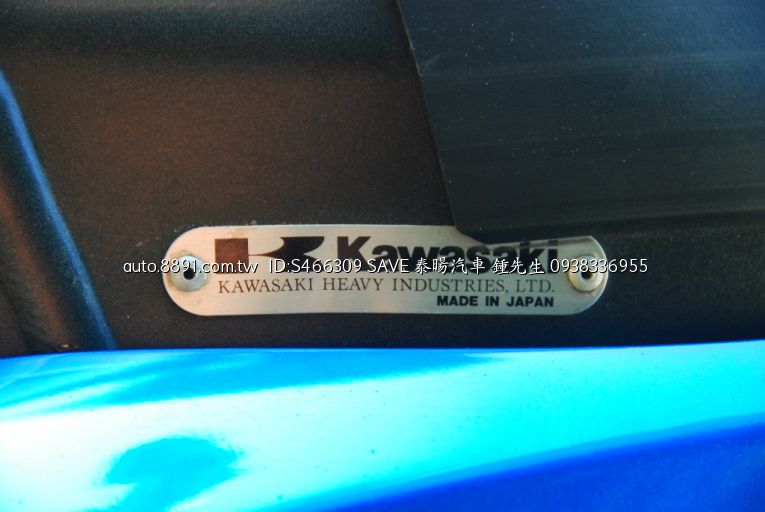 Kawasaki
auto.8891.com.tw ID:S466309 SAVE 泰暘汽車 鍾先生 0938336955
KAWASAKI HEAVY INDUSTRIES, LTD.
MADE IN JAPAN